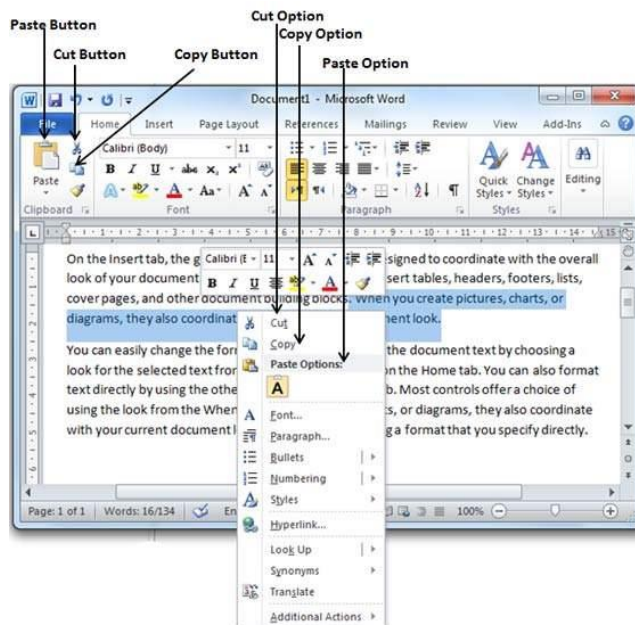 Cut Option
Paste Button
Copy Option
Cut Button
Copy Button
Paste Option
Document1 - Microsoft Word
File Home Insert Page Layout References Mailings Review View Add-Ins
Calibri (Body) 11
Paste
B I U abc x, x²
Aa A A
Quick Styles
Change Styles
Editing
Clipboard Font Paragraph Styles
On the Insert tab, the g Calibri (E 11 signed to coordinate with the overall
look of your document B I U sert tables, headers, footers, lists,
cover pages, and other document building blocks. When you create pictures, charts, or
diagrams, they also coordinat ment look.
Cut
Copy
You can easily change the for the document text by choosing a
Paste Options:
look for the selected text from on the Home tab. You can also format
text directly by using the othe b. Most controls offer a choice of
A
using the look from the When ts, or diagrams, they also coordinate
Font...
with your current document l g a format that you specify directly.
Paragraph...
Bullets
Numbering
Styles
Page: 1 of 1 Words: 16/134 En 100%
Hyperlink...
Look Up
Synonyms
Translate
Additional Actions